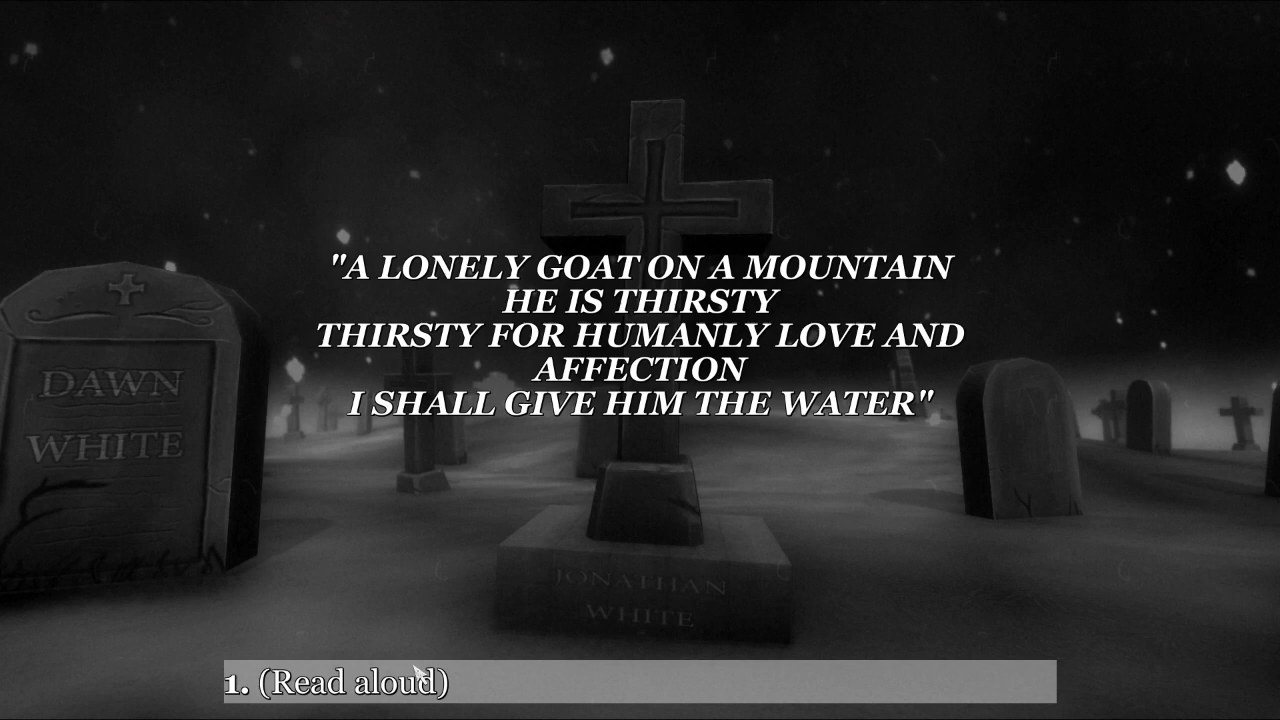 "A LONELY GOAT ON A MOUNTAIN
HE IS THIRSTY
THIRSTY FOR HUMANLY LOVE AND
AFFECTION
I SHALL GIVE HIM THE WATER"
DAWN
WHITE
JONATHAN
WHITE
1. (Read aloud)